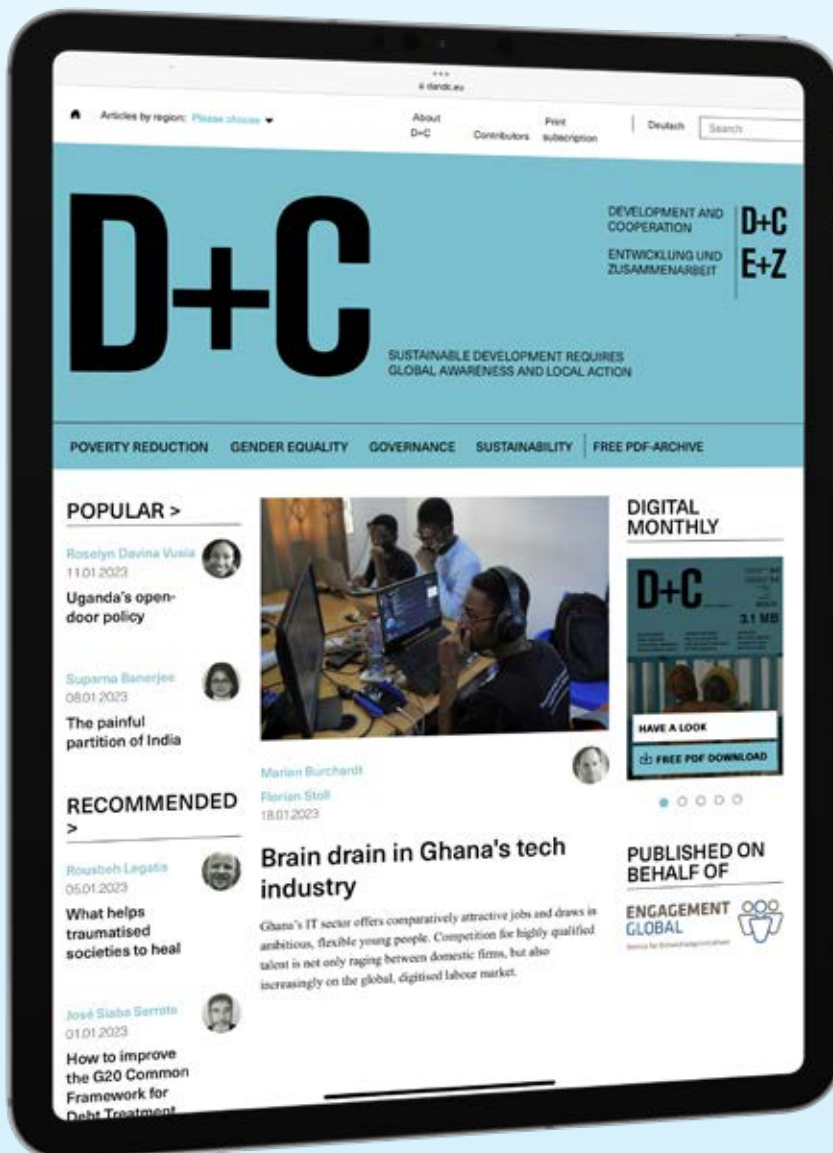 dandc.eu
Articles by region: Please choose
About
D+C
Contributors
Print
subscription
Deutsch
Search
D+C
DEVELOPMENT AND
COOPERATION
D+C
ENTWICKLUNG UND
ZUSAMMENARBEIT
E+Z
SUSTAINABLE DEVELOPMENT REQUIRES
GLOBAL AWARENESS AND LOCAL ACTION
POVERTY REDUCTION GENDER EQUALITY GOVERNANCE SUSTAINABILITY FREE PDF-ARCHIVE
POPULAR >
Roselyn Davina Vusia
11.01.2023
Uganda's open-
door policy
Suparna Banerjee
08.01.2023
The painful
partition of India
RECOMMENDED
>
Rousbeh Legatis
05.01.2023
What helps
traumatised
societies to heal
José Siaba Serrate
01.01.2023
How to improve
the G20 Common
Framework for
Debt Treatment
Marian Burchardt
Florian Stoll
18.01.2023
Brain drain in Ghana's tech
industry
Ghana's IT sector offers comparatively attractive jobs and draws in
ambitious, flexible young people. Competition for highly qualified
talent is not only raging between domestic firms, but also
increasingly on the global, digitised labour market.
DIGITAL
MONTHLY
D+C
3.1 MB
HAVE A LOOK
FREE PDF DOWNLOAD
PUBLISHED ON
BEHALF OF
ENGAGEMENT
GLOBAL
Service für Entwicklungsinitiativen